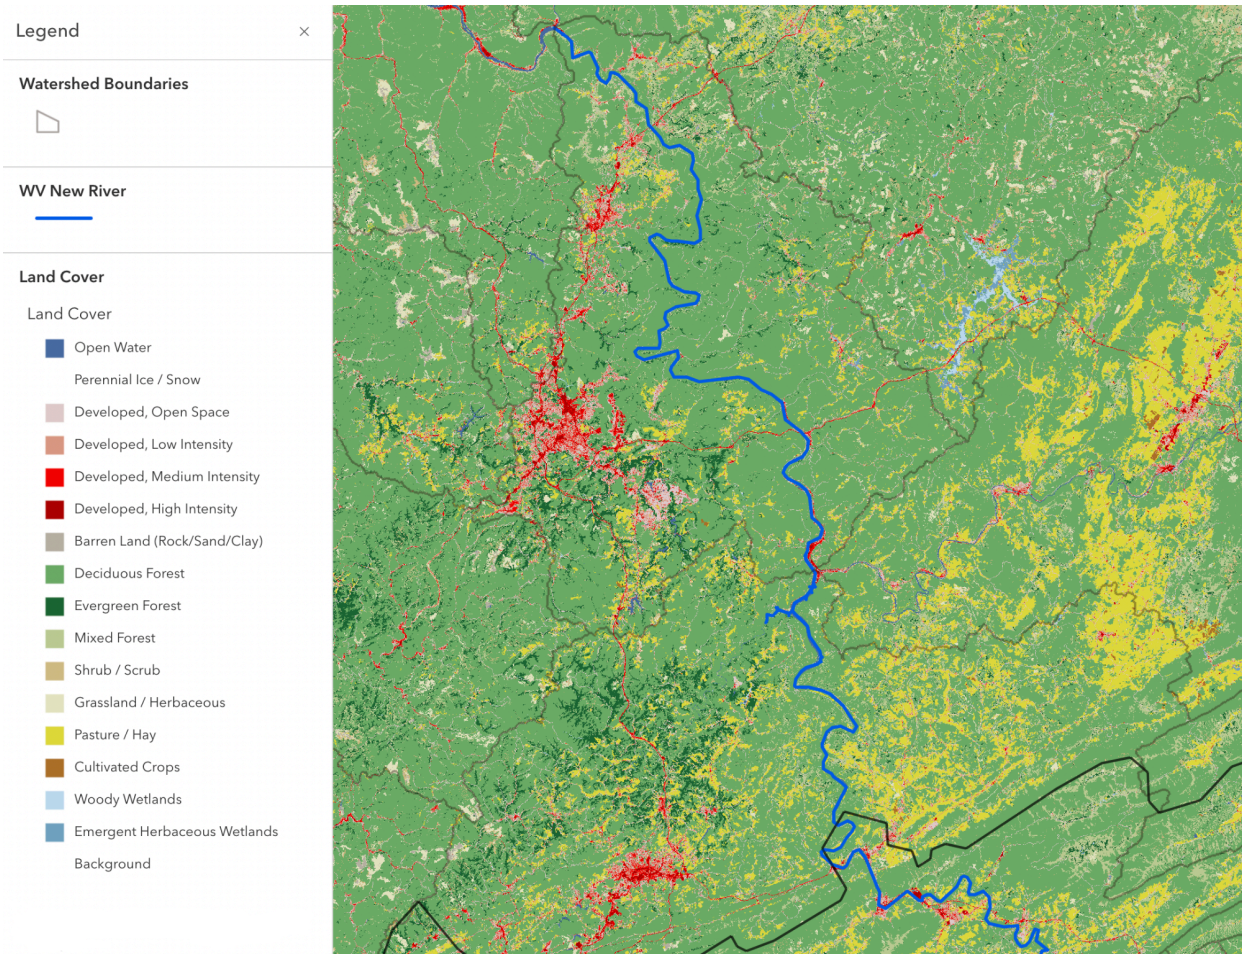 Legend ×
Watershed Boundaries
WV New River
Land Cover
Land Cover
Open Water
Perennial Ice / Snow
Developed, Open Space
Developed, Low Intensity
Developed, Medium Intensity
Developed, High Intensity
Barren Land (Rock/Sand/Clay)
Deciduous Forest
Evergreen Forest
Mixed Forest
Shrub / Scrub
Grassland / Herbaceous
Pasture / Hay
Cultivated Crops
Woody Wetlands
Emergent Herbaceous Wetlands
Background